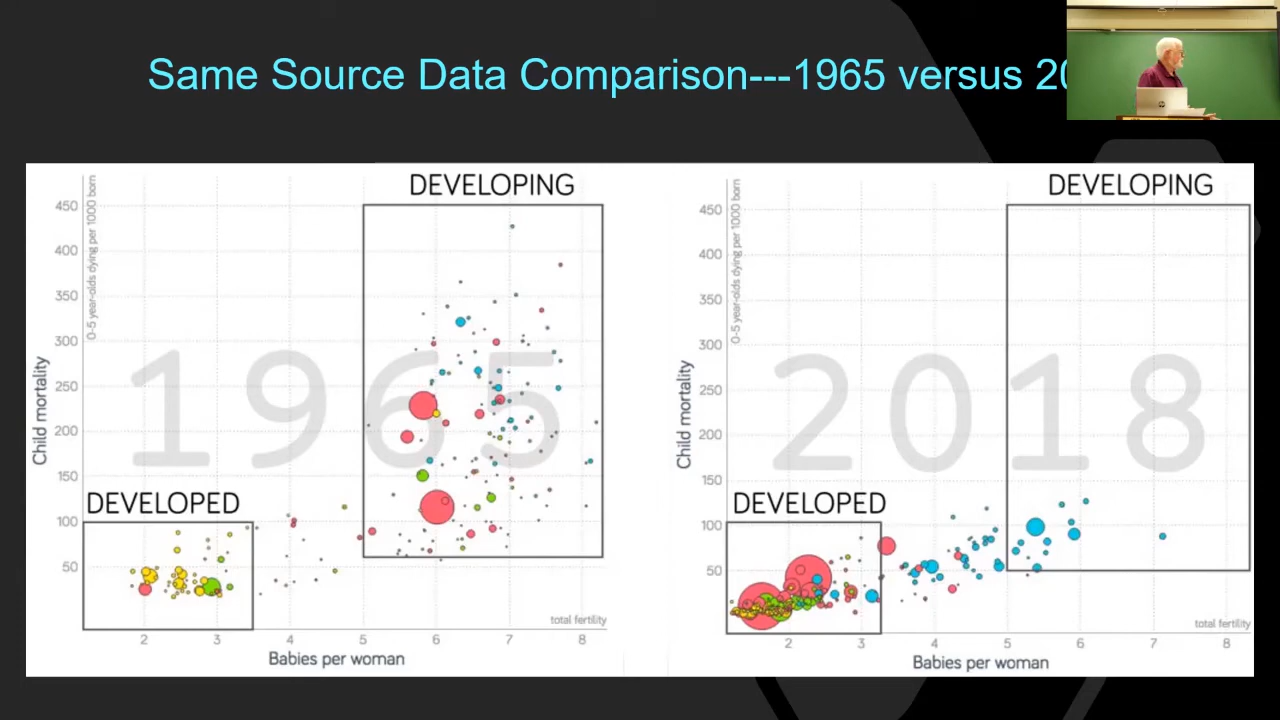 Same Source Data Comparison---1965 versus
DEVELOPING
450
400
350
300
250
200
150
100
50
0-5 year-olds dying per 1000 born
Child mortality
1965
DEVELOPED
total fertility
2 3 4 5 6 7 8
Babies per woman
DEVELOPING
450
400
350
300
250
200
150
100
50
0-5 year-olds dying per 1000 born
Child mortality
2018
DEVELOPED
total fertility
2 3 4 5 6 7 8
Babies per woman